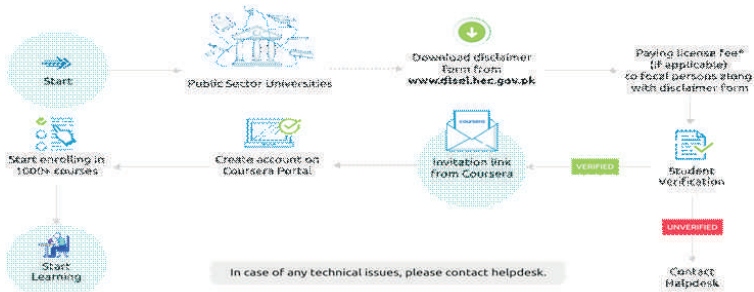 Start
Public Sector Universities
Download disclaimer
form from
www.disel.hec.gov.pk
Paying license fee*
(if applicable)
to focal persons along
with disclaimer form
Student
Verification
VERIFIED
UNVERIFIED
Contact
Helpdesk
COURSERA
Invitation link
from Coursera
Create account on
Coursera Portal
Start enrolling in
1000+ courses
Start
Learning
In case of any technical issues, please contact helpdesk.